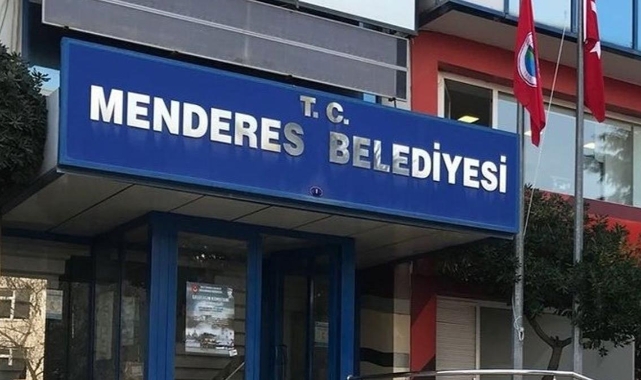 T. C.
MENDERES BELEDİYESİ